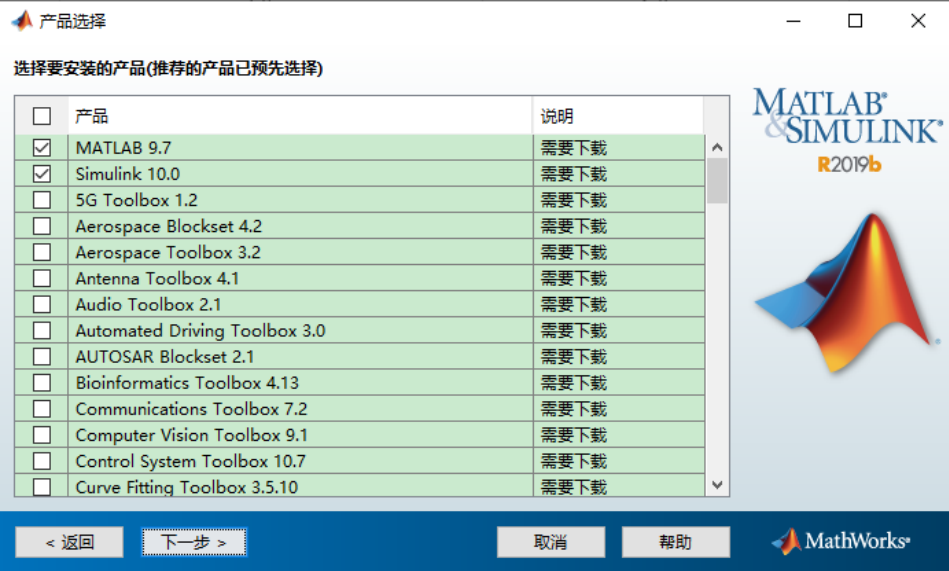 产品选择
选择要安装的产品(推荐的产品已预先选择)
产品 说明
MATLAB 9.7 需要下载
Simulink 10.0 需要下载
5G Toolbox 1.2 需要下载
Aerospace Blockset 4.2 需要下载
Aerospace Toolbox 3.2 需要下载
Antenna Toolbox 4.1 需要下载
Audio Toolbox 2.1 需要下载
Automated Driving Toolbox 3.0 需要下载
AUTOSAR Blockset 2.1 需要下载
Bioinformatics Toolbox 4.13 需要下载
Communications Toolbox 7.2 需要下载
Computer Vision Toolbox 9.1 需要下载
Control System Toolbox 10.7 需要下载
Curve Fitting Toolbox 3.5.10 需要下载
MATLAB®
&SIMULINK®
R2019b
®
< 返回 下一步 > 取消 帮助 MathWorks®